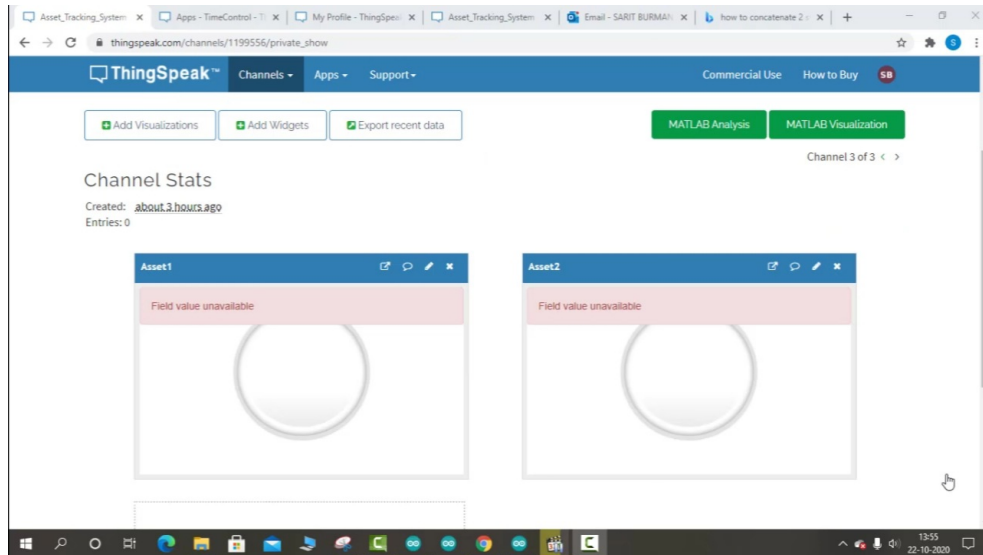 Asset_Tracking_System
Apps - TimeControl - T
My Profile - ThingSpea
Asset_Tracking_System
Email - SARIT BURMAN
how to concatenate 2
thingspeak.com/channels/1199556/private_show
S
ThingSpeak™
Channels
Apps
Support
Commercial Use
How to Buy
SB
Add Visualizations
Add Widgets
Export recent data
MATLAB Analysis
MATLAB Visualization
Channel 3 of 3 < >
Channel Stats
Created: about 3 hours ago
Entries: 0
Asset1
Asset2
Field value unavailable
Field value unavailable
13:55
22-10-2020